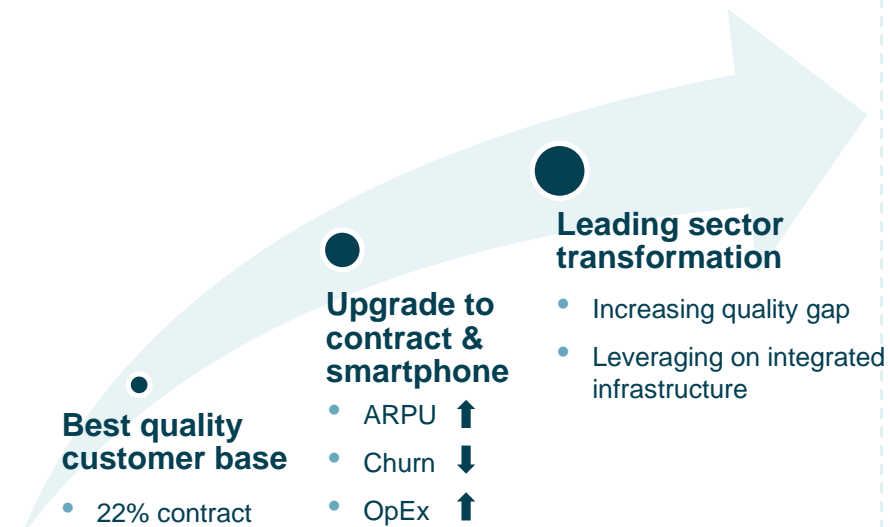 Best quality
customer base
22% contract
Upgrade to
contract &
smartphone
ARPU
Churn
OpEx
Leading sector
transformation
Increasing quality gap
Leveraging on integrated
infrastructure